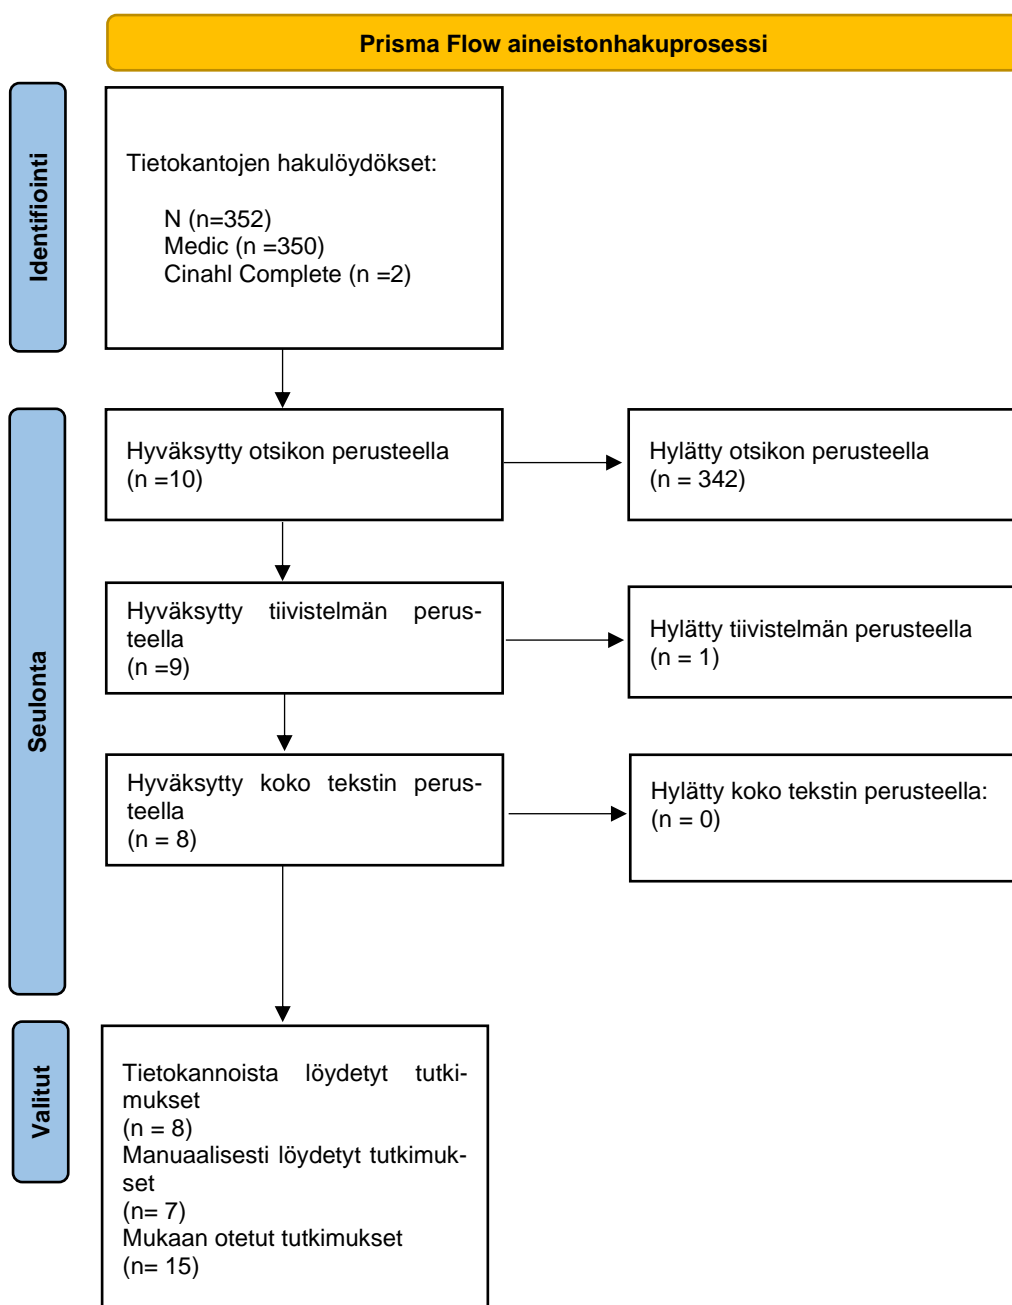 Prisma Flow aineistonhakuprosessi
Identifiointi
Tietokantojen hakulöydökset:
N (n=352)
Medic (n =350)
Cinahl Complete (n =2)
Seulonta
Hyväksytty otsikon perusteella
(n =10)
Hylätty otsikon perusteella
(n = 342)
Hyväksytty tiivistelmän perus-
teella
(n =9)
Hylätty tiivistelmän perusteella
(n = 1)
Hyväksytty koko tekstin perus-
teella
(n = 8)
Hylätty koko tekstin perusteella:
(n = 0)
Valitut
Tietokannoista löydetyt tutki-
mukset
(n = 8)
Manuaalisesti löydetyt tutkimuk-
set
(n= 7)
Mukaan otetut tutkimukset
(n= 15)